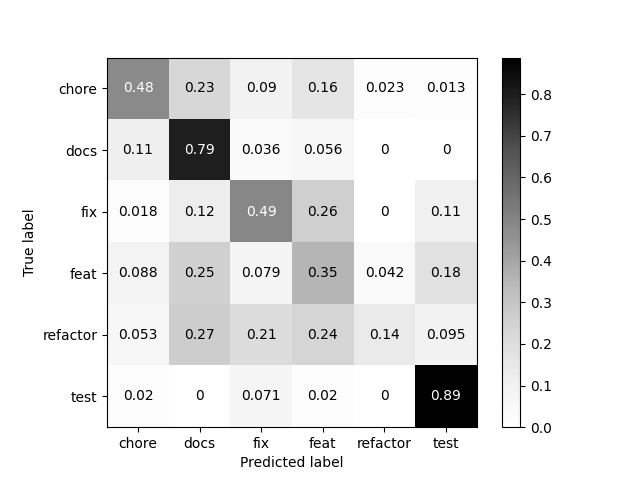 chore 0.48 0.23 0.09 0.16 0.023 0.013
docs 0.11 0.79 0.036 0.056 0 0
fix 0.018 0.12 0.49 0.26 0 0.11
feat 0.088 0.25 0.079 0.35 0.042 0.18
refactor 0.053 0.27 0.21 0.24 0.14 0.095
test 0.02 0 0.071 0.02 0 0.89
chore docs fix feat refactor test
Predicted label
True label
0.8
0.7
0.6
0.5
0.4
0.3
0.2
0.1
0.0